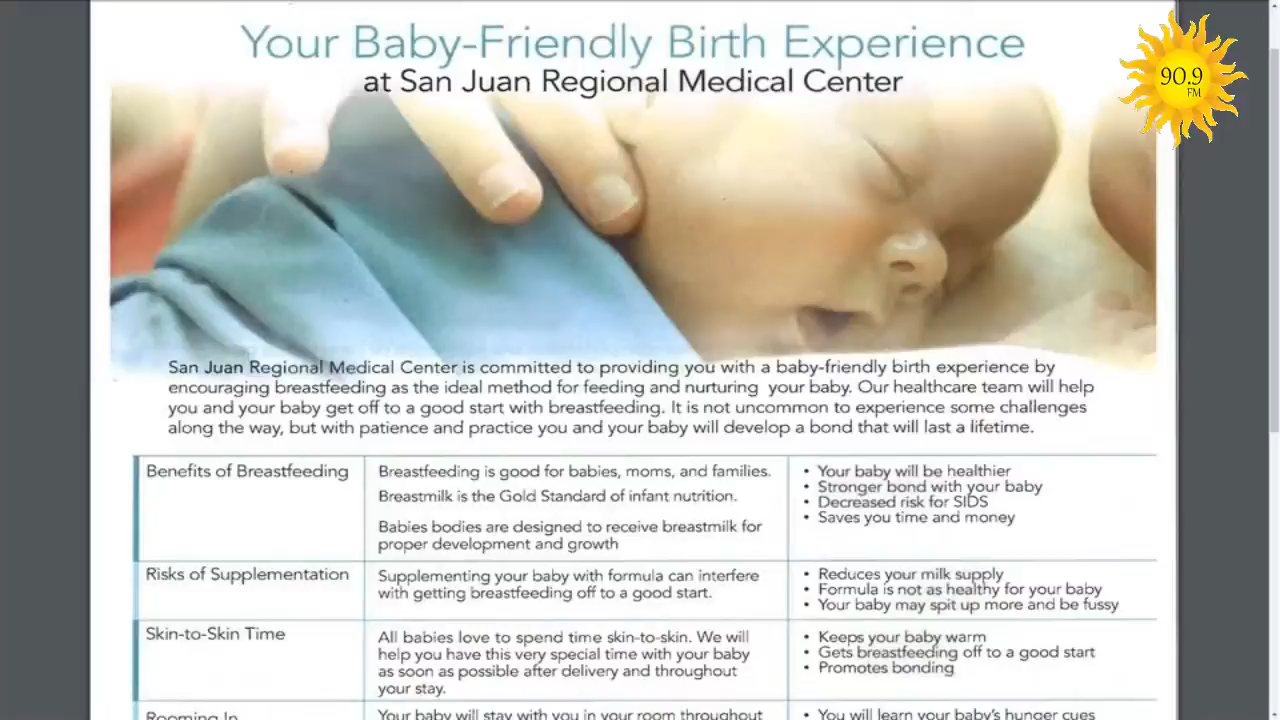 Your Baby-Friendly Birth Experience
at San Juan Regional Medical Center
90.9
FM
San Juan Regional Medical Center is committed to providing you with a baby-friendly birth experience by
encouraging breastfeeding as the ideal method for feeding and nurturing your baby. Our healthcare team will help
you and your baby get off to a good start with breastfeeding. It is not uncommon to experience some challenges
along the way, but with patience and practice you and your baby will develop a bond that will last a lifetime.
Benefits of Breastfeeding
Breastfeeding is good for babies, moms, and families.
Breastmilk is the Gold Standard of infant nutrition.
Babies bodies are designed to receive breastmilk for
proper development and growth
• Your baby will be healthier
• Stronger bond with your baby
• Decreased risk for SIDS
• Saves you time and money
Risks of Supplementation
Supplementing your baby with formula can interfere
with getting breastfeeding off to a good start.
• Reduces your milk supply
• Formula is not as healthy for your baby
• Your baby may spit up more and be fussy
Skin-to-Skin Time
All babies love to spend time skin-to-skin. We will
help you have this very special time with your baby
as soon as possible after delivery and throughout
your stay.
• Keeps your baby warm
• Gets breastfeeding off to a good start
• Promotes bonding
Rooming In
Your baby will stay with you in your room throughout
• You will learn your baby's hunger cues